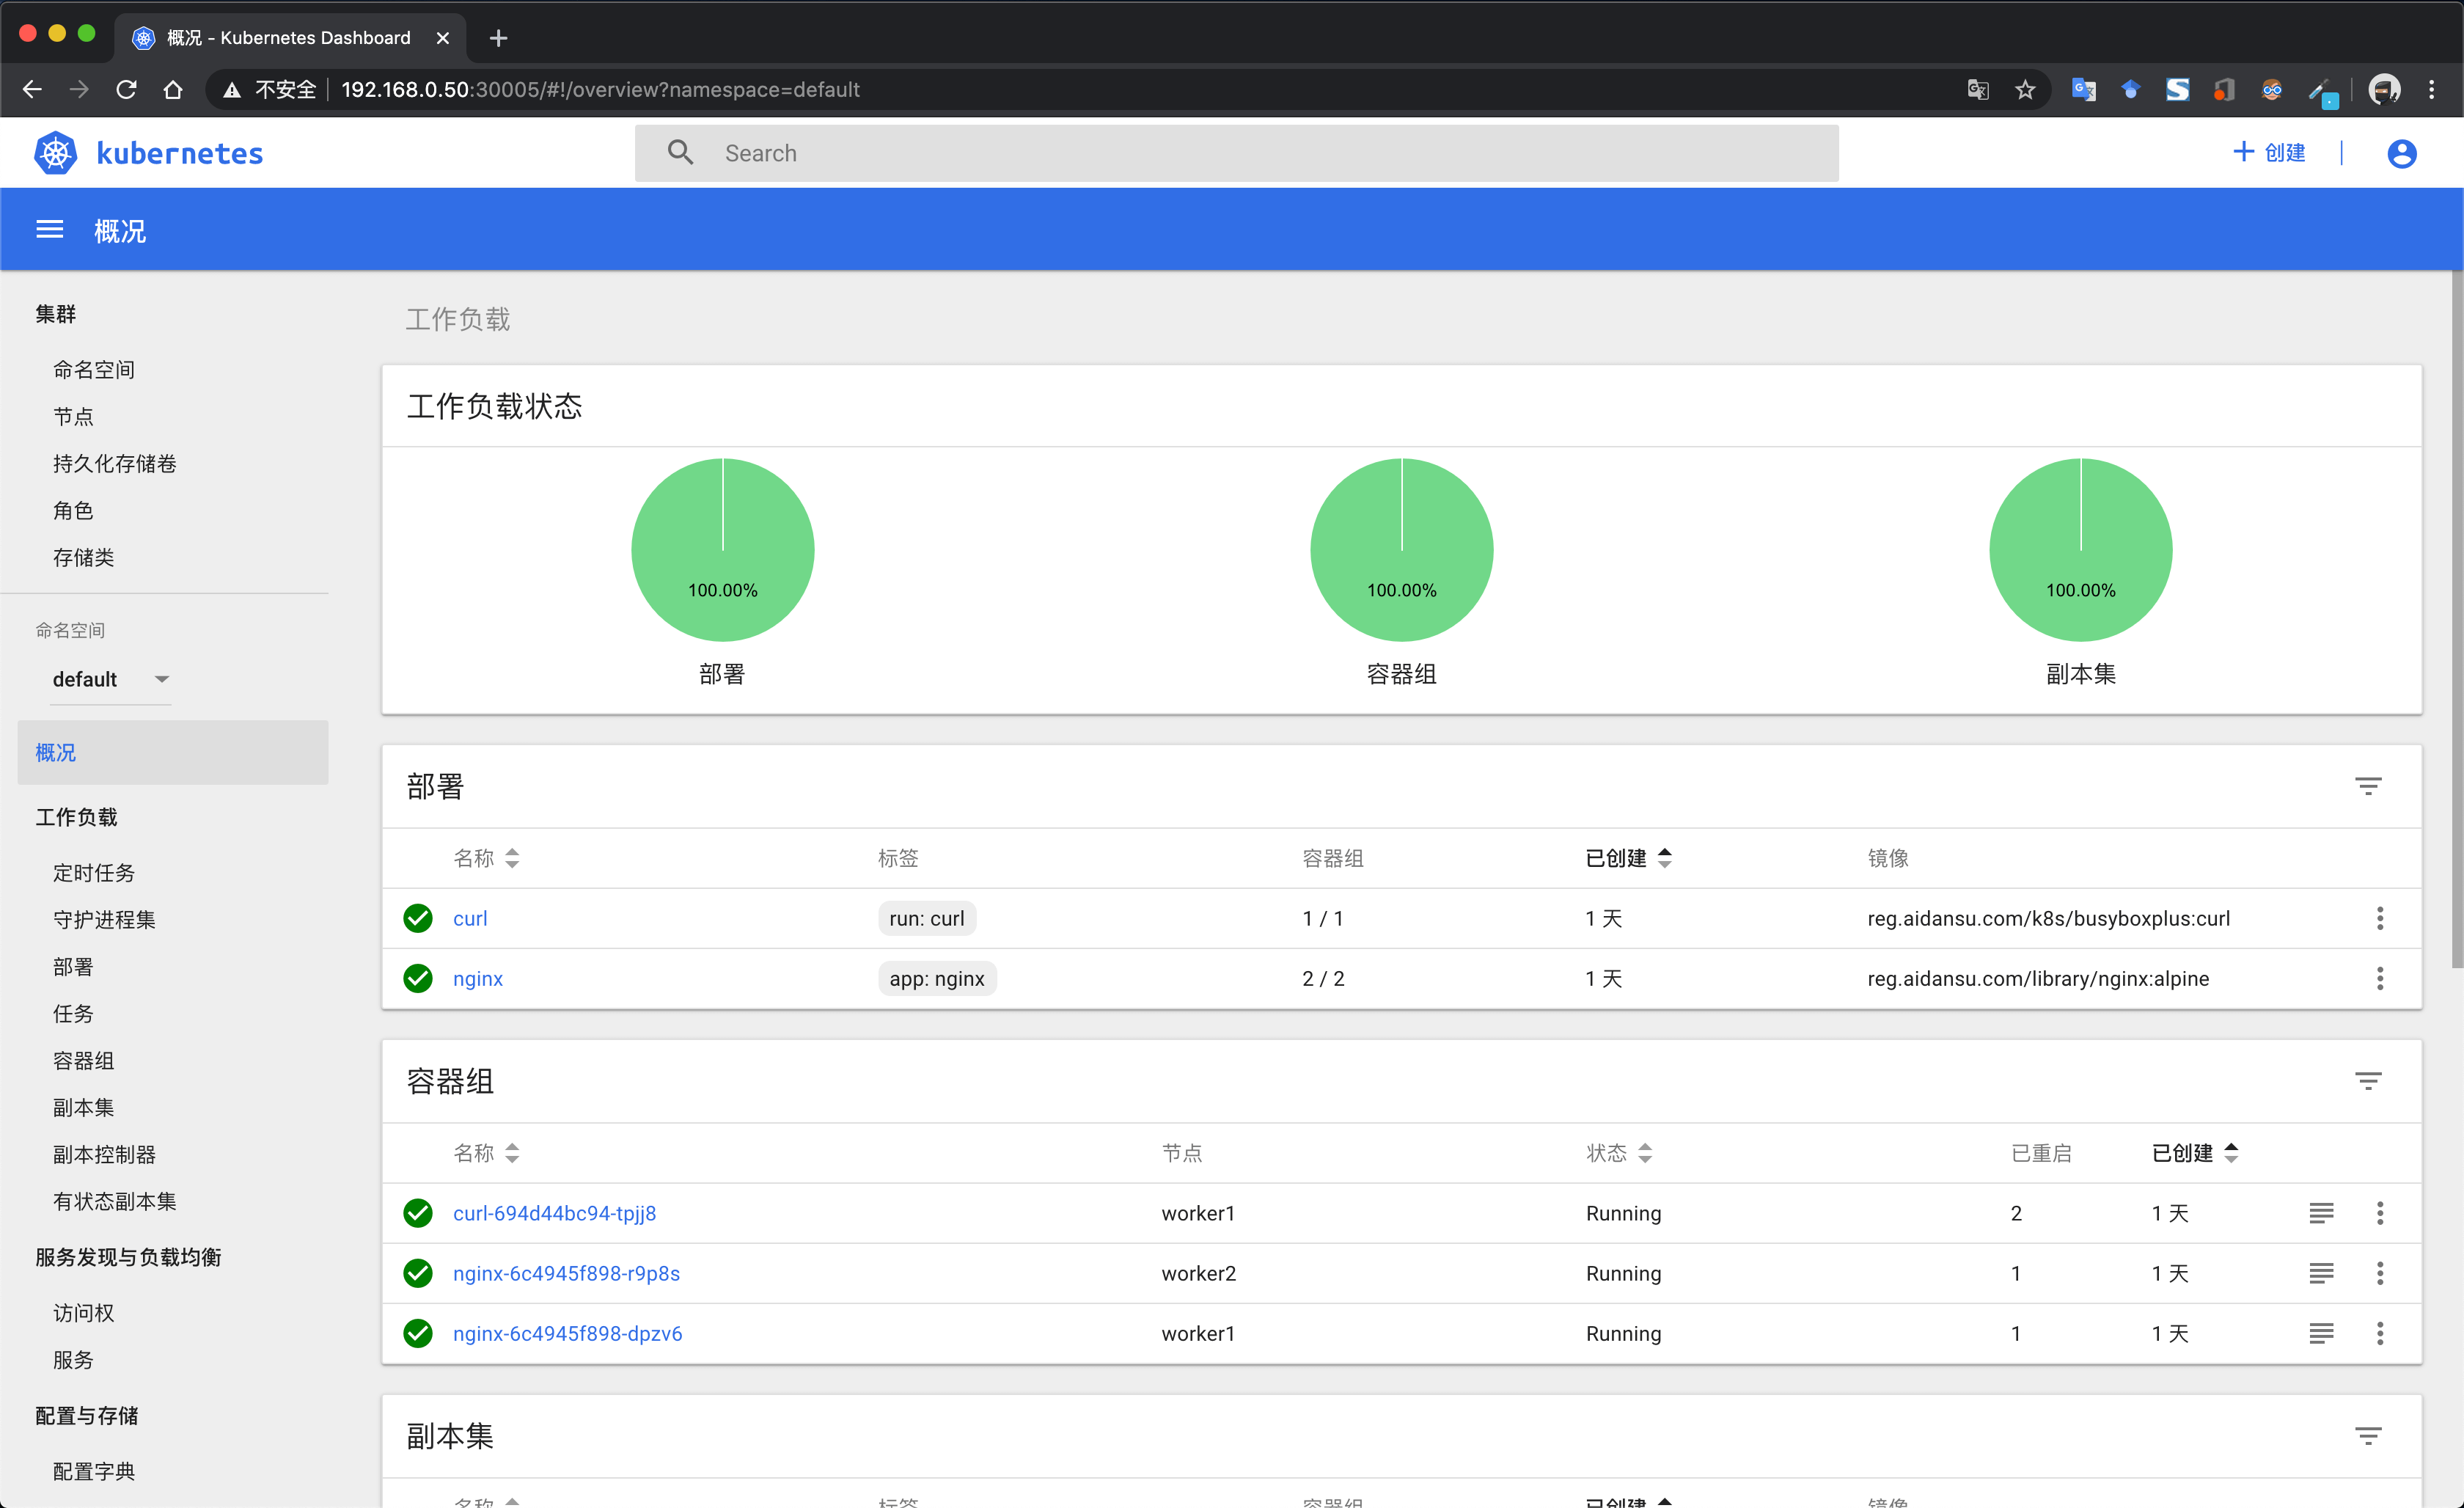 概况 - Kubernetes Dashboard
不安全 192.168.0.50:30005/#!/overview?namespace=default
kubernetes
Search
创建
概况
集群
命名空间
节点
持久化存储卷
角色
存储类
命名空间
default
概况
工作负载
定时任务
守护进程集
部署
任务
容器组
副本集
副本控制器
有状态副本集
服务发现与负载均衡
访问权
服务
配置与存储
配置字典
工作负载
工作负载状态
100.00% 100.00% 100.00%
部署 容器组 副本集
部署
名称 标签 容器组 已创建 镜像
curl run: curl 1 / 1 1 天 reg.aidansu.com/k8s/busyboxplus:curl
nginx app: nginx 2 / 2 1 天 reg.aidansu.com/library/nginx:alpine
容器组
名称 节点 状态 已重启 已创建
curl-694d44bc94-tpjj8 worker1 Running 2 1 天
nginx-6c4945f898-r9p8s worker2 Running 1 1 天
nginx-6c4945f898-dpzv6 worker1 Running 1 1 天
副本集
名称 标签 容器组 已创建 镜像